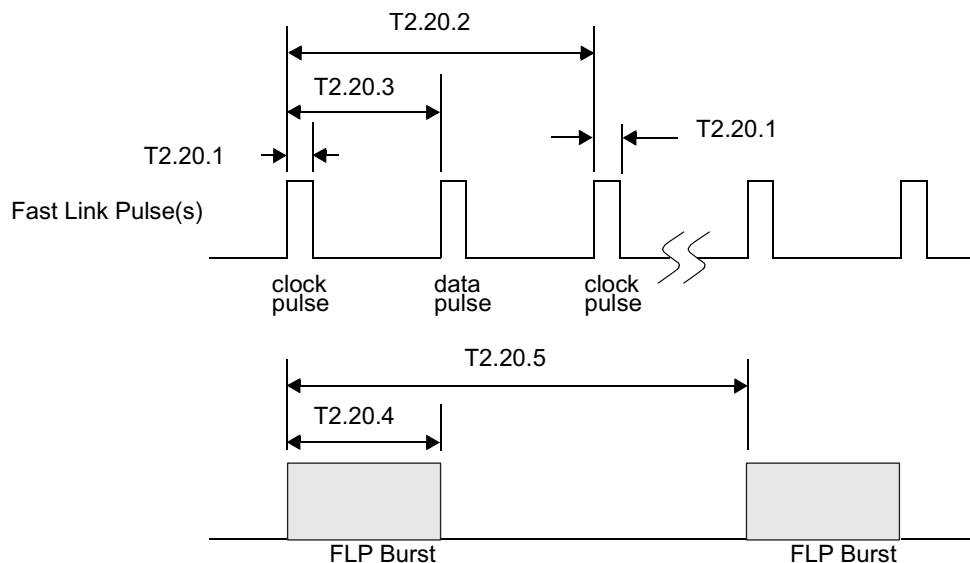 T2.20.2
T2.20.3
T2.20.1
T2.20.1
Fast Link Pulse(s)
clock
pulse
data
pulse
clock
pulse
T2.20.5
T2.20.4
FLP Burst
FLP Burst